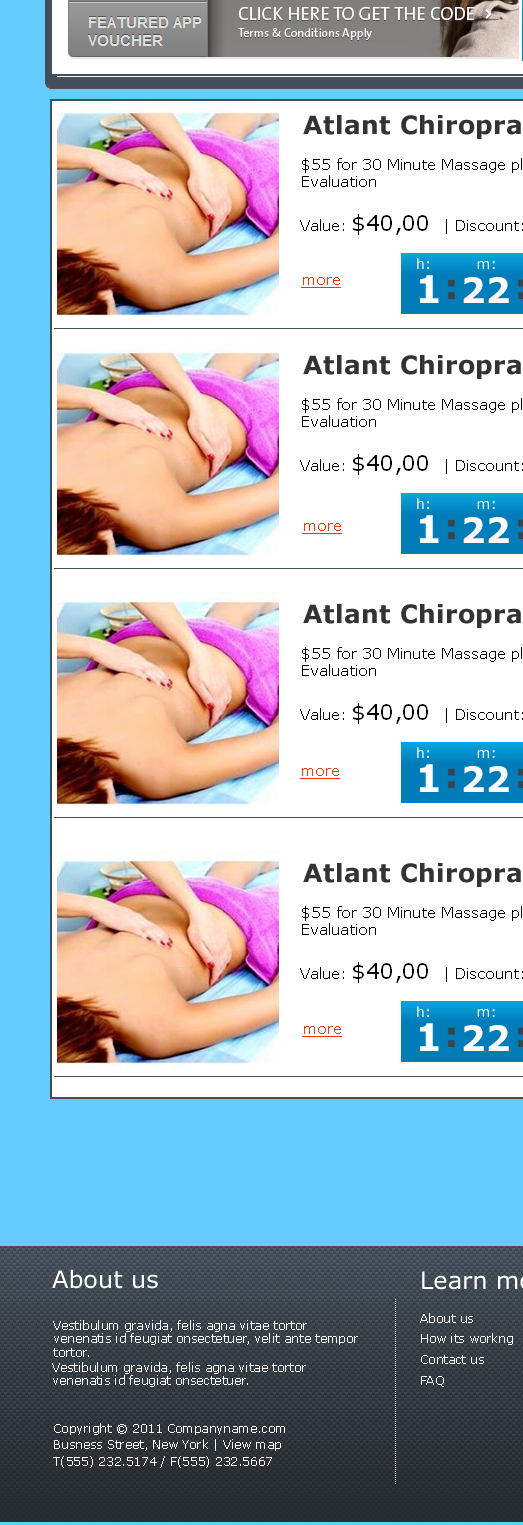 FEATURED APP
VOUCHER
CLICK HERE TO GET THE CODE >
Terms & Conditions Apply
Atlant Chiropra
$55 for 30 Minute Massage pl
Evaluation
Value: $40,00 | Discount:
more
h: m:
1:22:
Atlant Chiropra
$55 for 30 Minute Massage pl
Evaluation
Value: $40,00 | Discount:
more
h: m:
1:22:
Atlant Chiropra
$55 for 30 Minute Massage pl
Evaluation
Value: $40,00 | Discount:
more
h: m:
1:22:
Atlant Chiropra
$55 for 30 Minute Massage pl
Evaluation
Value: $40,00 | Discount:
more
h: m:
1:22:
About us
Vestibulum gravida, felis agna vitae tortor
venenatis id feugiat onsectetuer, velit ante tempor
tortor.
Vestibulum gravida, felis agna vitae tortor
venenatis id feugiat onsectetuer.
Copyright © 2011 Companyname.com
Busness Street, New York | View map
T(555) 232.5174 / F(555) 232.5667
Learn mo
About us
How its workng
Contact us
FAQ